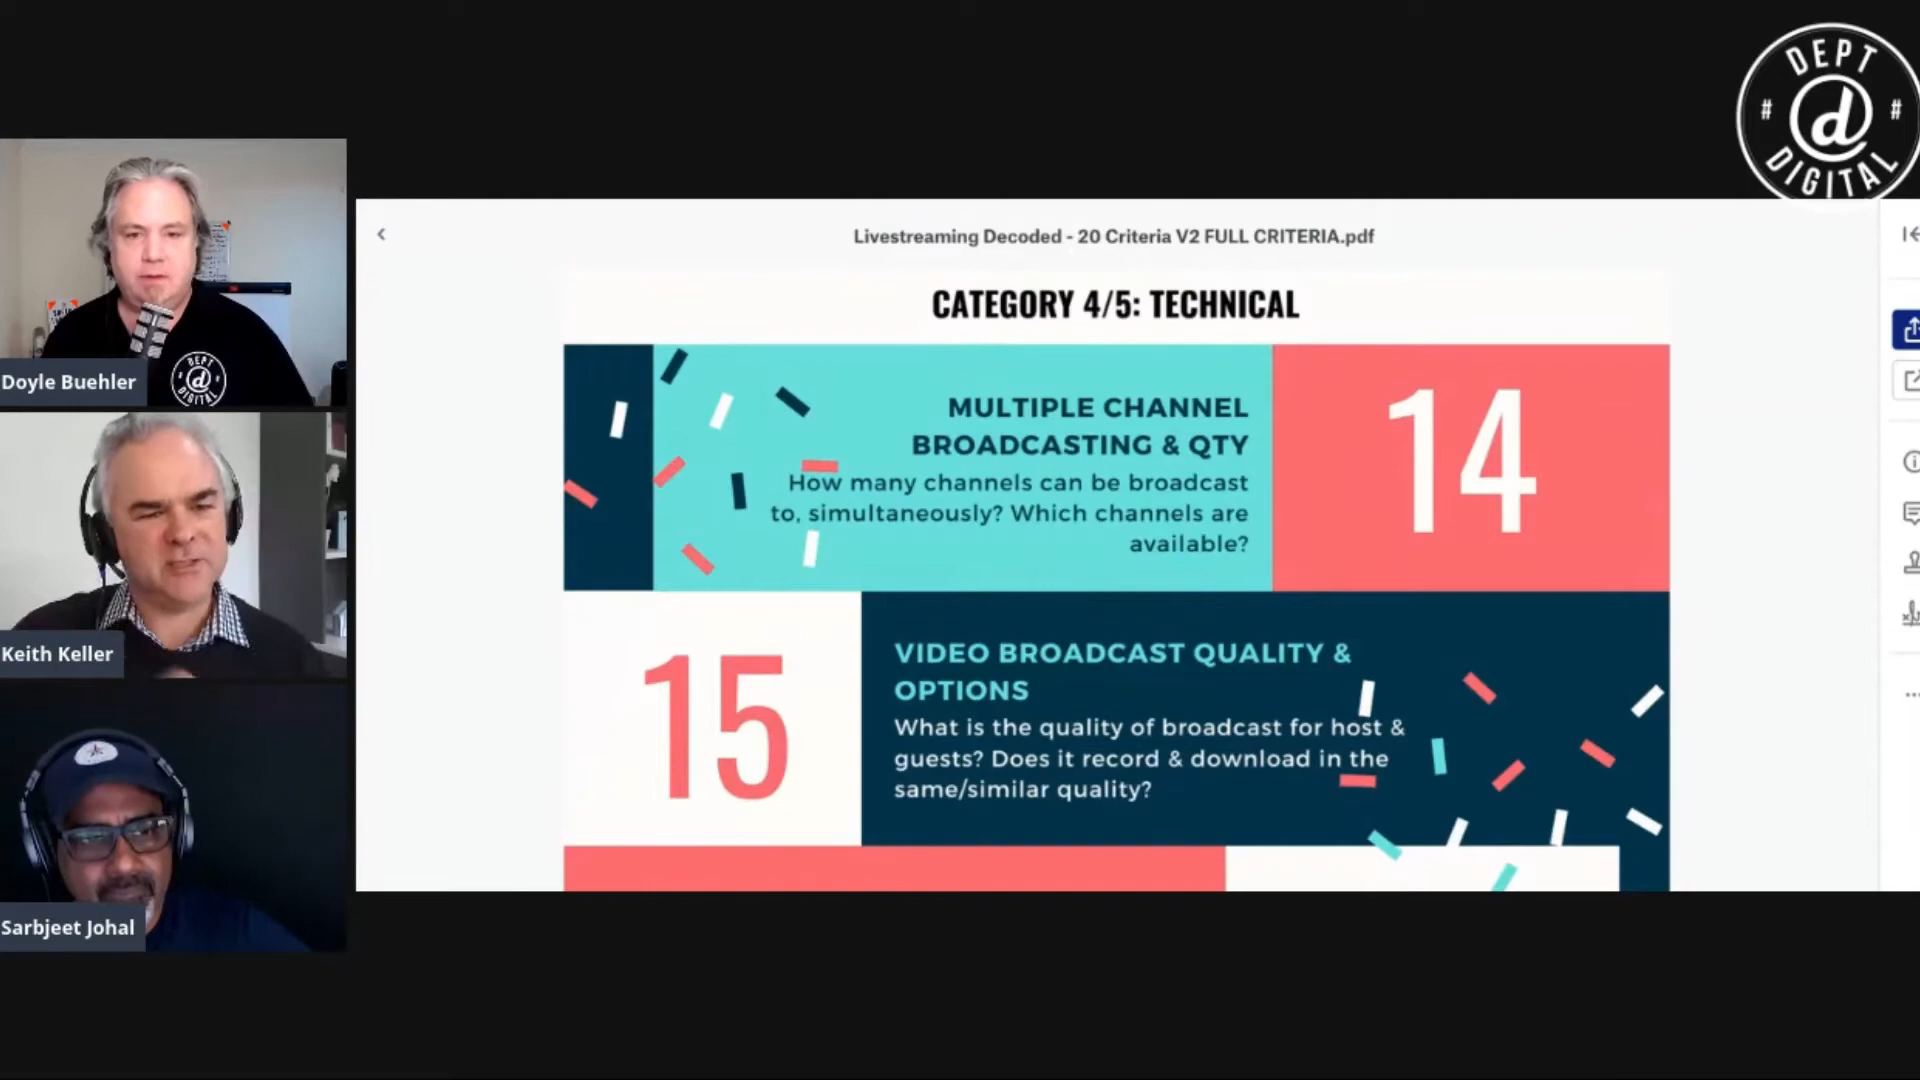 DEPT
# @d #
DIGITAL
DEPT
# @d #
DIGITAL
Doyle Buehler
Keith Keller
Sarbjeet Johal
Livestreaming Decoded - 20 Criteria V2 FULL CRITERIA.pdf
CATEGORY 4/5: TECHNICAL
MULTIPLE CHANNEL
BROADCASTING & QTY
How many channels can be broadcast
to, simultaneously? Which channels are
available?
14
15
VIDEO BROADCAST QUALITY &
OPTIONS
What is the quality of broadcast for host &
guests? Does it record & download in the
same/similar quality?